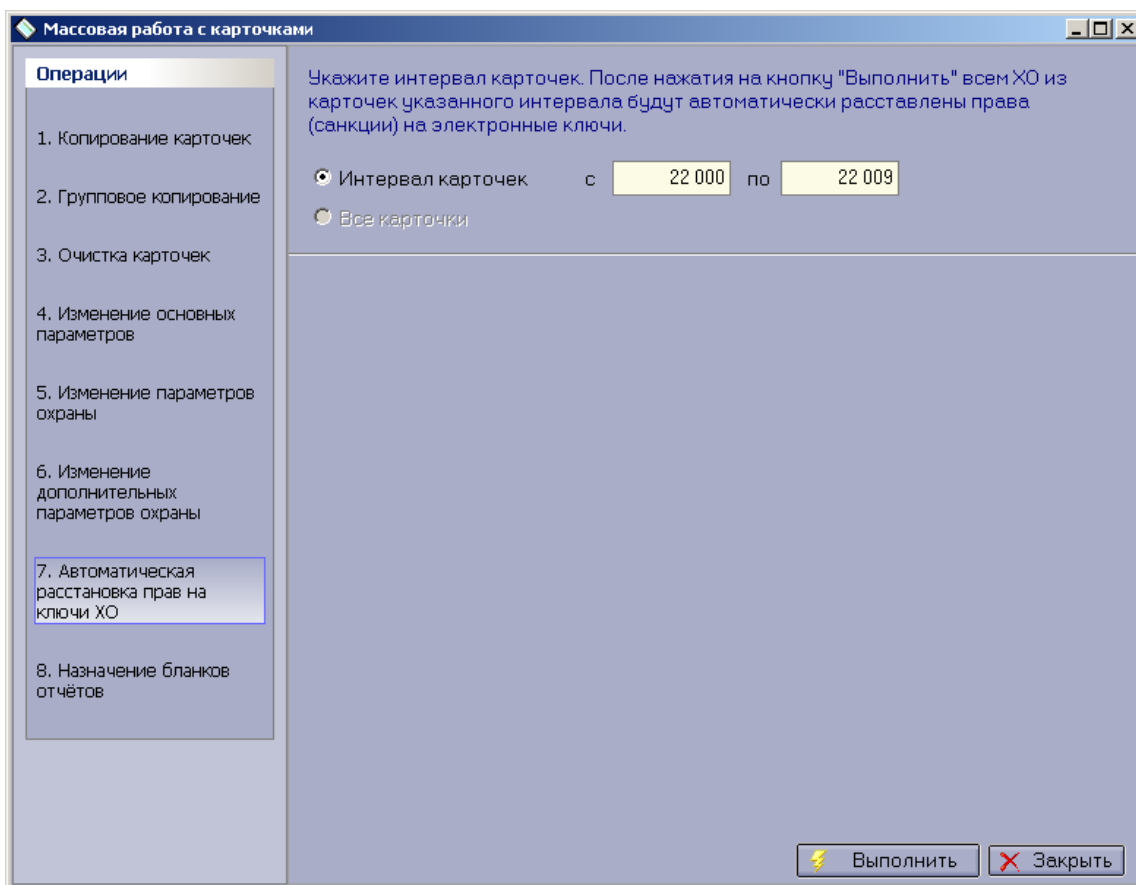 Массовая работа с карточками
Операции
1. Копирование карточек
2. Групповое копирование
3. Очистка карточек
4. Изменение основных
параметров
5. Изменение параметров
охраны
6. Изменение
дополнительных
параметров охраны
7. Автоматическая
расстановка прав на
ключи ХО
8. Назначение бланков
отчётов
Укажите интервал карточек. После нажатия на кнопку "Выполнить" всем ХО из
карточек указанного интервала будут автоматически расставлены права
(санкции) на электронные ключи.
Интервал карточек с 22 000 по 22 009
Все карточки
Выполнить Закрыть